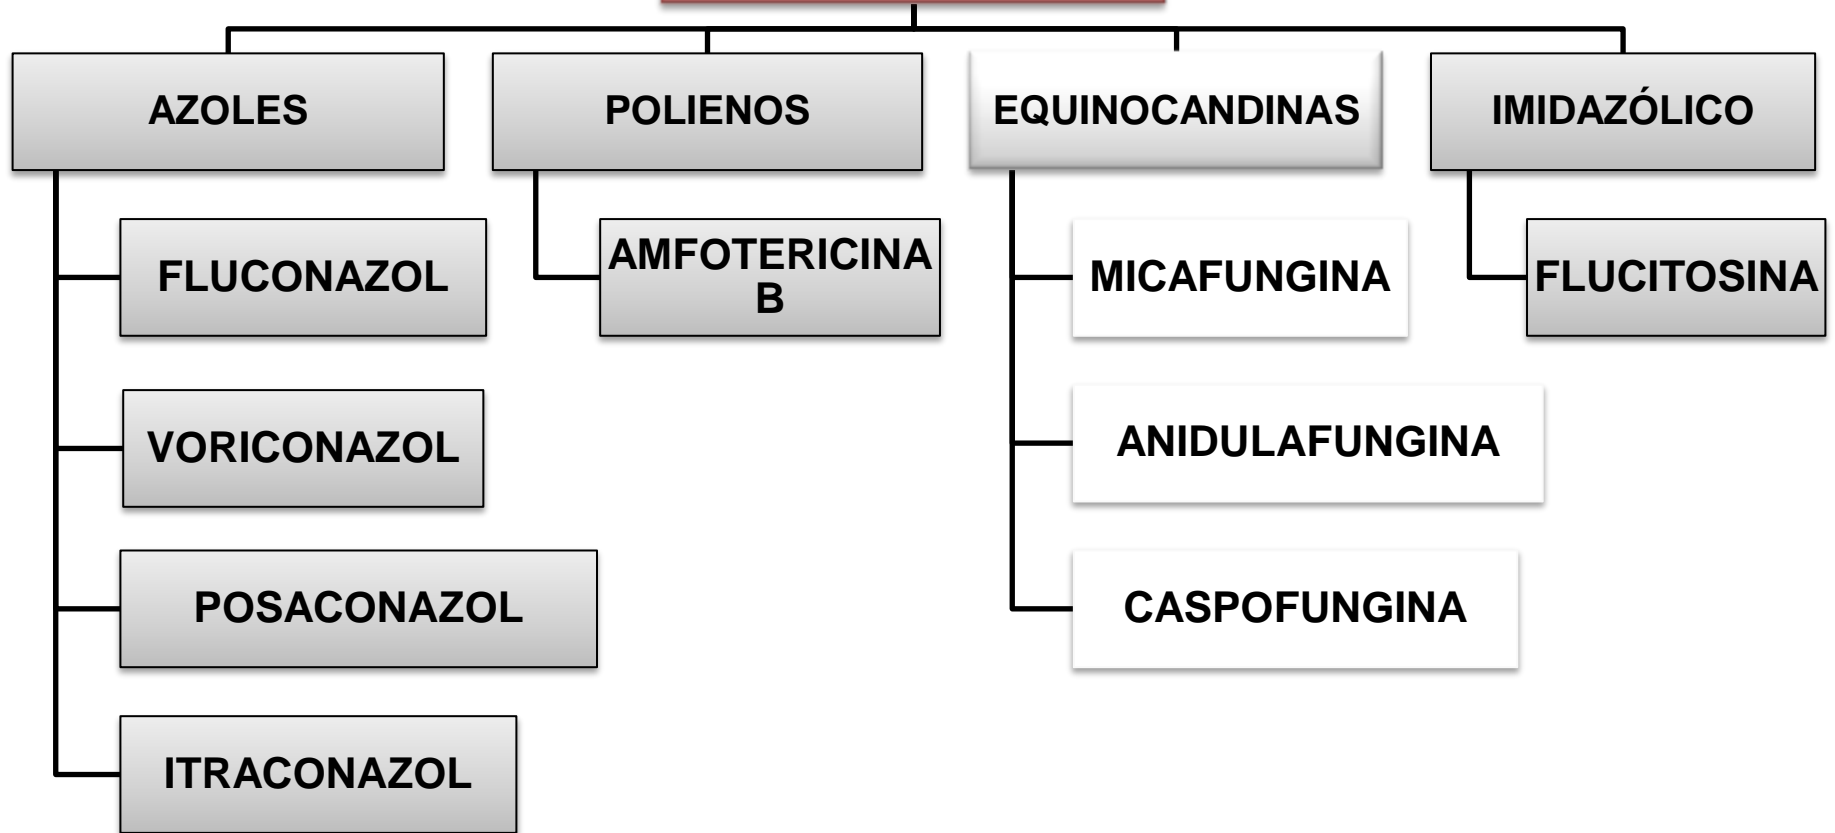 AZOLES
POLIENOS
EQUINOCANDINAS
IMIDAZÓLICO
FLUCONAZOL
AMFOTERICINA
B
MICAFUNGINA
FLUCITOSINA
VORICONAZOL
ANIDULAFUNGINA
POSACONAZOL
CASPOFUNGINA
ITRACONAZOL